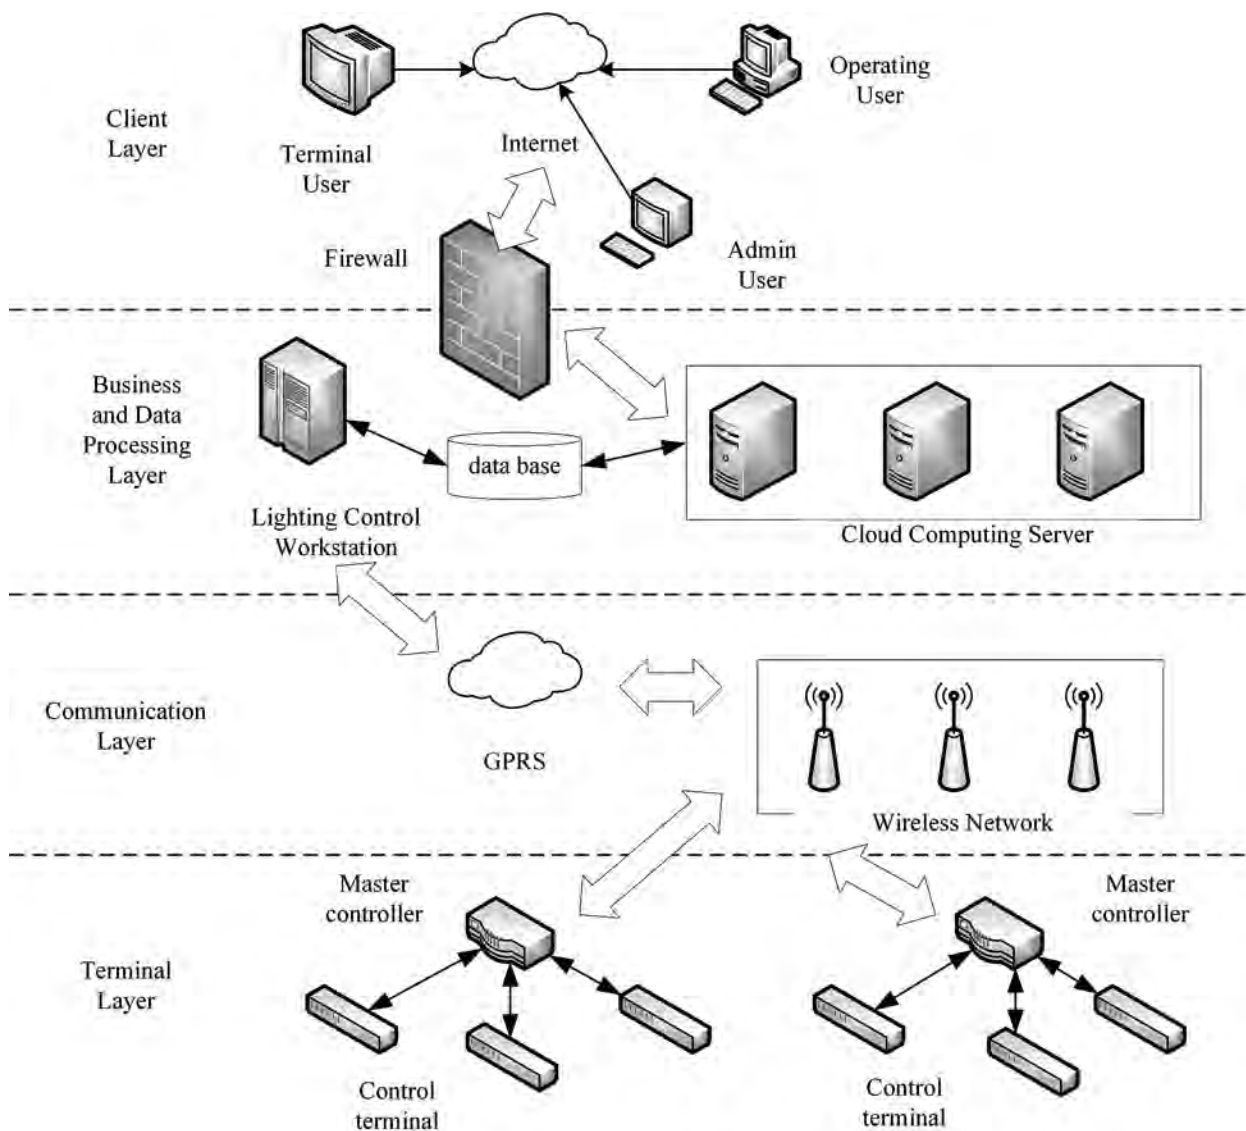 Operating
User
Client
Layer
Internet
Terminal
User
Firewall
Admin
User
Business
and Data
Processing
Layer
data base
Lighting Control
Workstation
Cloud Computing Server
Communication
Layer
GPRS
Wireless Network
Master
controller
Master
controller
Terminal
Layer
Control
terminal
Control
terminal